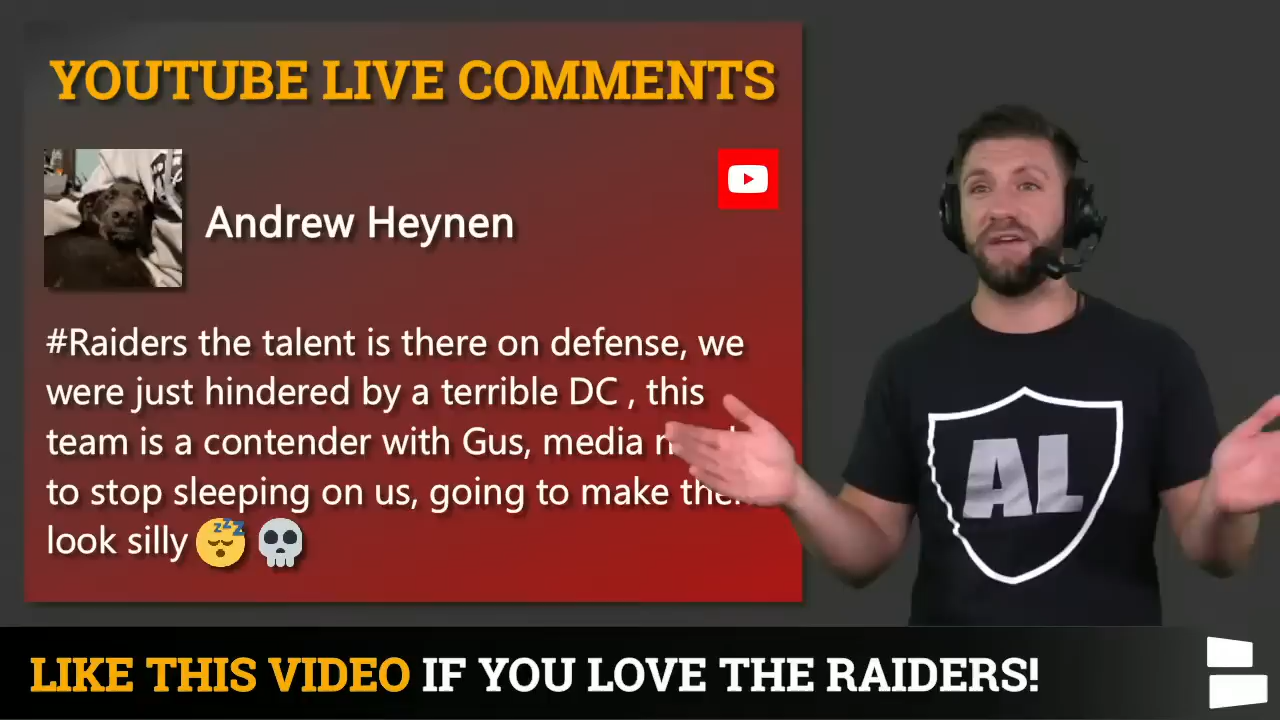 YOUTUBE LIVE COMMENTS
Andrew Heynen
#Raiders the talent is there on defense, we
were just hindered by a terrible DC , this
team is a contender with Gus, media
to stop sleeping on us, going to make
look silly
AL
LIKE THIS VIDEO IF YOU LOVE THE RAIDERS!